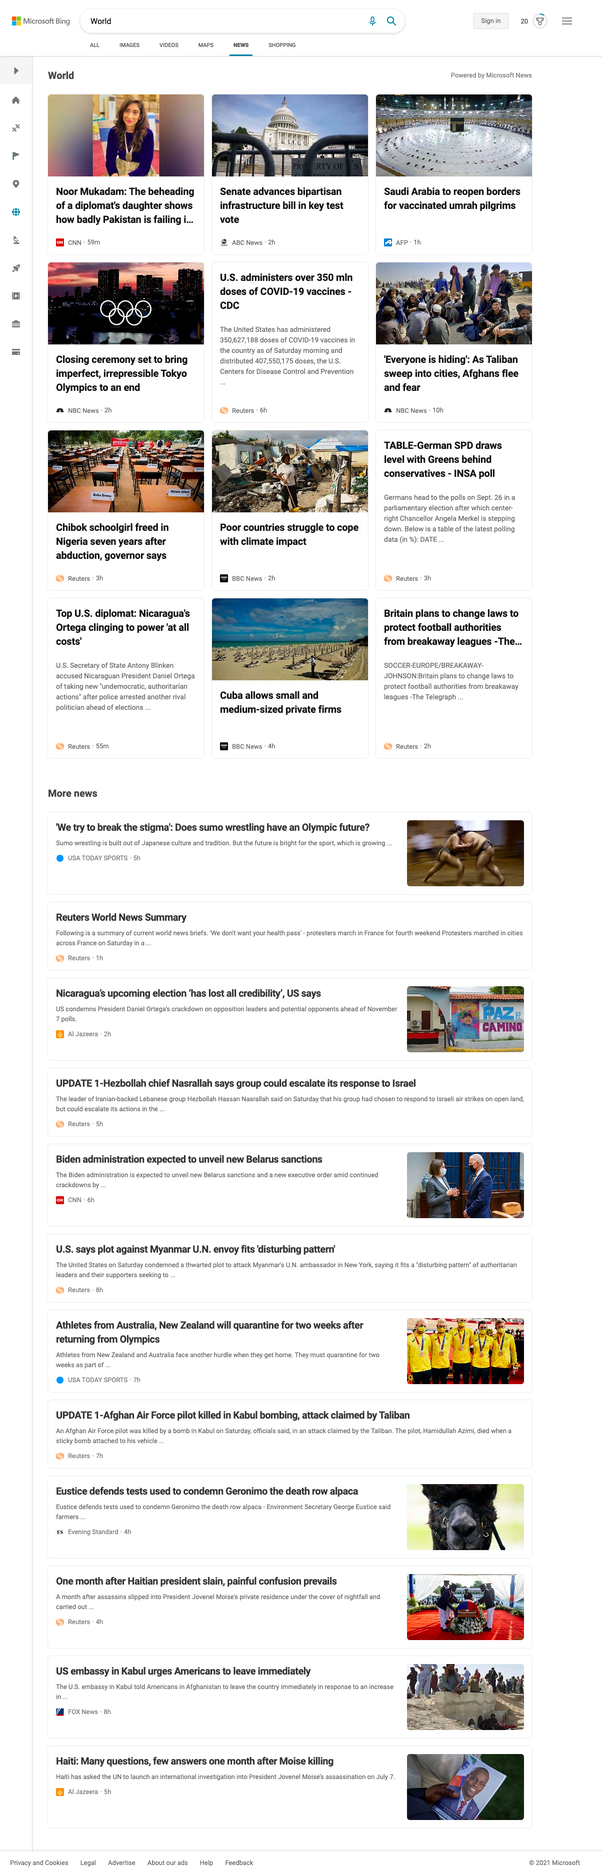 Microsoft Bing
World
Sign in
20
ALL
IMAGES
VIDEOS
MAPS
NEWS
SHOPPING
World
Powered by Microsoft News
Noor Mukadam: The beheading
of a diplomat's daughter shows
how badly Pakistan is failing i...
CNN · 59m
Senate advances bipartisan
infrastructure bill in key test
vote
ABC News · 2h
Saudi Arabia to reopen borders
for vaccinated umrah pilgrims
AFP · 1h
Closing ceremony set to bring
imperfect, irrepressible Tokyo
Olympics to an end
NBC News · 2h
U.S. administers over 350 mln
doses of COVID-19 vaccines -
CDC
The United States has administered
350,627,188 doses of COVID-19 vaccines in
the country as of Saturday morning and
distributed 407,550,175 doses, the U.S.
Centers for Disease Control and Prevention
...
Reuters · 6h
'Everyone is hiding': As Taliban
sweep into cities, Afghans flee
and fear
NBC News · 10h
Chibok schoolgirl freed in
Nigeria seven years after
abduction, governor says
Reuters · 3h
Poor countries struggle to cope
with climate impact
BBC News · 2h
TABLE-German SPD draws
level with Greens behind
conservatives - INSA poll
Germans head to the polls on Sept. 26 in a
parliamentary election after which center-
right Chancellor Angela Merkel is stepping
down. Below is a table of the latest polling
data (in %): DATE ...
Reuters · 3h
Top U.S. diplomat: Nicaragua's
Ortega clinging to power 'at all
costs'
U.S. Secretary of State Antony Blinken
accused Nicaraguan President Daniel Ortega
of taking new "undemocratic, authoritarian
actions" after police arrested another rival
politician ahead of elections ...
Reuters · 55m
Cuba allows small and
medium-sized private firms
BBC News · 4h
Britain plans to change laws to
protect football authorities
from breakaway leagues -The...
SOCCER-EUROPE/BREAKAWAY-
JOHNSON:Britain plans to change laws to
protect football authorities from breakaway
leagues -The Telegraph ...
Reuters · 2h
More news
'We try to break the stigma': Does sumo wrestling have an Olympic future?
Sumo wrestling is built out of Japanese culture and tradition. But the future is bright for the sport, which is growing ...
USA TODAY SPORTS · 5h
Reuters World News Summary
Following is a summary of current world news briefs. 'We don't want your health pass' - protesters march in France for fourth weekend Protesters marched in cities
across France on Saturday in a ...
Reuters · 1h
Nicaragua's upcoming election 'has lost all credibility', US says
US condemns President Daniel Ortega's crackdown on opposition leaders and potential opponents ahead of November
7 polls.
Al Jazeera · 2h
PAZ
CAMINO
UPDATE 1-Hezbollah chief Nasrallah says group could escalate its response to Israel
The leader of Iranian-backed Lebanese group Hezbollah Hassan Nasrallah said on Saturday that his group had chosen to respond to Israeli air strikes on open land,
but could escalate its actions in the ...
Reuters · 5h
Biden administration expected to unveil new Belarus sanctions
The Biden administration is expected to unveil new Belarus sanctions and a new executive order amid continued
crackdowns by ...
CNN · 6h
U.S. says plot against Myanmar U.N. envoy fits 'disturbing pattern'
The United States on Saturday condemned a thwarted plot to attack Myanmar's U.N. ambassador in New York, saying it fits a "disturbing pattern" of authoritarian
leaders and their supporters seeking to ...
Reuters · 8h
Athletes from Australia, New Zealand will quarantine for two weeks after
returning from Olympics
Athletes from New Zealand and Australia face another hurdle when they get home. They must quarantine for two
weeks as part of ...
USA TODAY SPORTS · 7h
UPDATE 1-Afghan Air Force pilot killed in Kabul bombing, attack claimed by Taliban
An Afghan Air Force pilot was killed by a bomb in Kabul on Saturday, officials said, in an attack claimed by the Taliban. The pilot, Hamidullah Azimi, died when a
sticky bomb attached to his vehicle ...
Reuters · 7h
Eustice defends tests used to condemn Geronimo the death row alpaca
Eustice defends tests used to condemn Geronimo the death row alpaca - Environment Secretary George Eustice said
farmers ...
ES Evening Standard · 4h
One month after Haitian president slain, painful confusion prevails
A month after assassins slipped into President Jovenel Moise's private residence under the cover of nightfall and
carried out ...
Reuters · 4h
US embassy in Kabul urges Americans to leave immediately
The U.S. embassy in Kabul told Americans in Afghanistan to leave the country immediately in response to an increase
in ...
FOX News · 8h
Haiti: Many questions, few answers one month after Moise killing
Haiti has asked the UN to launch an international investigation into President Jovenel Moise's assassination on July 7.
Al Jazeera · 5h
Privacy and Cookies
Legal
Advertise
About our ads
Help
Feedback
© 2021 Microsoft